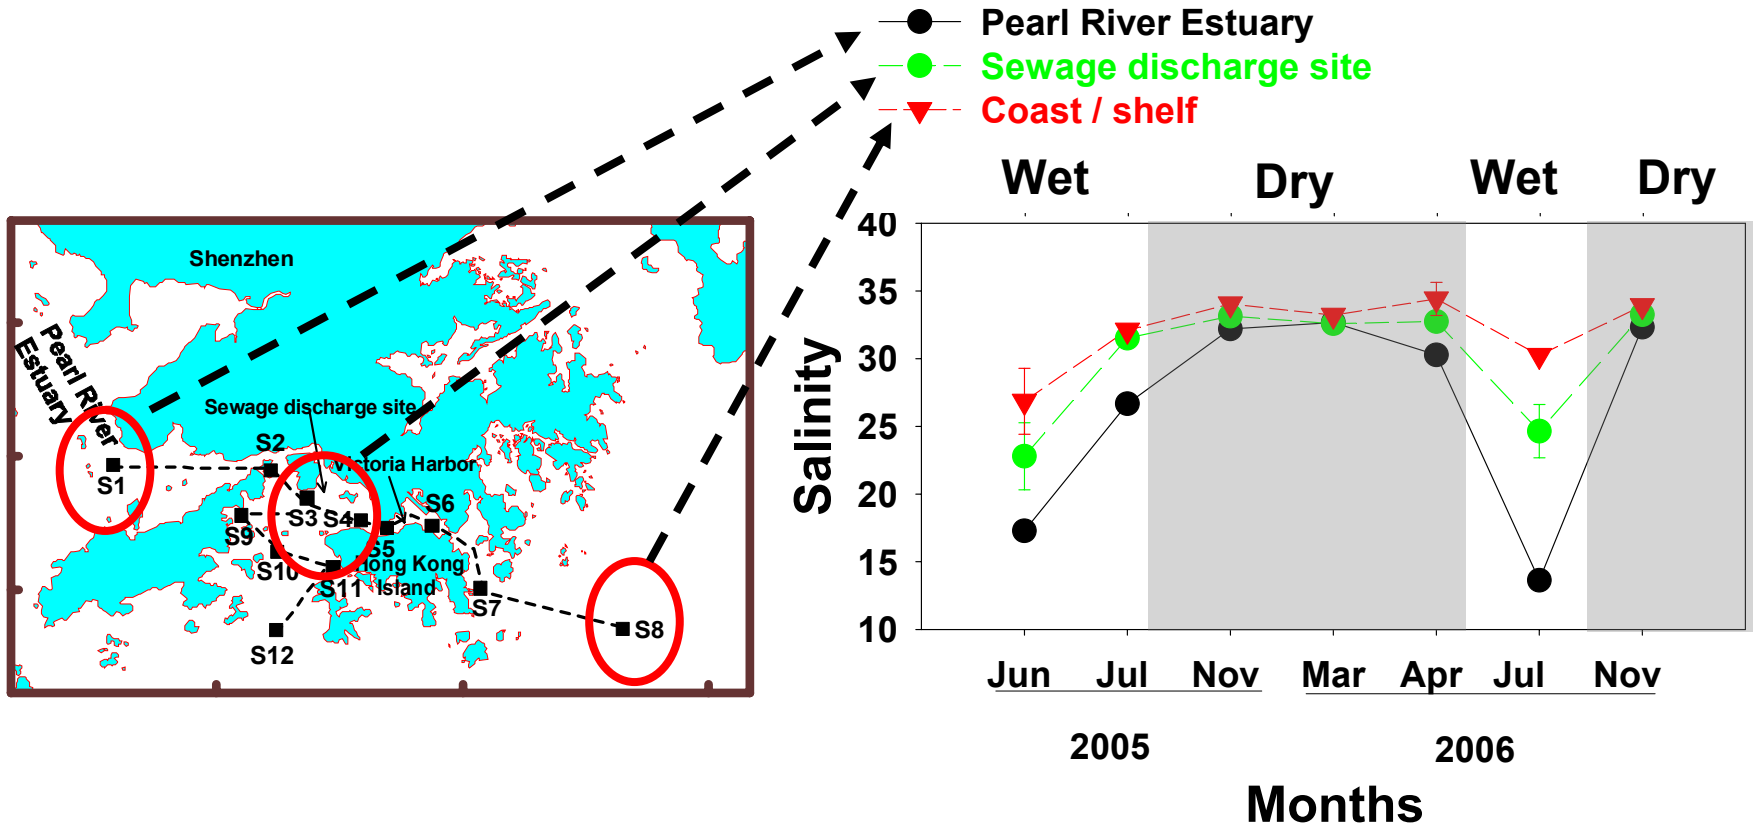 Pearl River Estuary
Sewage discharge site
Coast / shelf
Wet
Dry
Wet
Dry
Shenzhen
Pearl River
Estuary
Sewage discharge site
Victoria Harbor
S1
S2
S3
S4
S5
S6
S7
S8
S9
S10
S11
S12
Hong Kong
Island
Salinity
40
35
30
25
20
15
10
Jun
Jul
Nov
Mar
Apr
Jul
Nov
2005
2006
Months